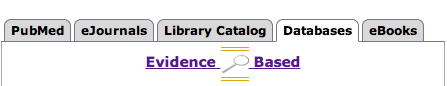 PubMed eJournals Library Catalog Databases eBooks
Evidence Based